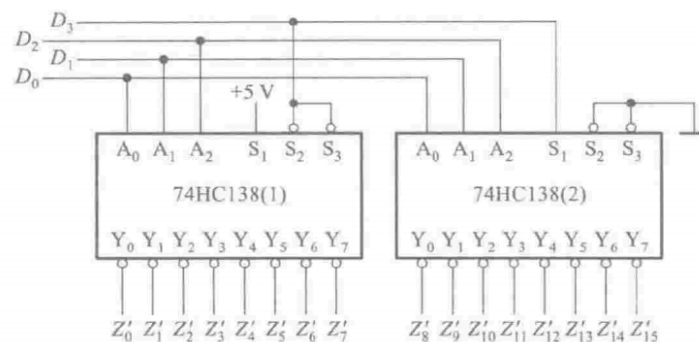 D₃
D₂
D₁
D₀
+5 V
A₀ A₁ A₂ S₁ S₂ S₃
A₀ A₁ A₂ S₁ S₂ S₃
74HC138(1)
74HC138(2)
Y₀ Y₁ Y₂ Y₃ Y₄ Y₅ Y₆ Y₇
Y₀ Y₁ Y₂ Y₃ Y₄ Y₅ Y₆ Y₇
Z′₀ Z′₁ Z′₂ Z′₃ Z′₄ Z′₅ Z′₆ Z′₇
Z′₈ Z′₉ Z′₁₀ Z′₁₁ Z′₁₂ Z′₁₃ Z′₁₄ Z′₁₅